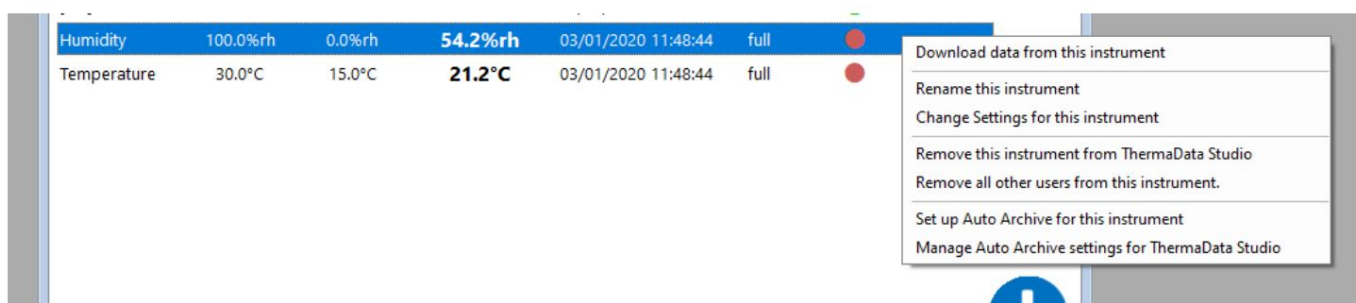 Humidity 100.0%rh 0.0%rh 54.2%rh 03/01/2020 11:48:44 full
Temperature 30.0°C 15.0°C 21.2°C 03/01/2020 11:48:44 full
Download data from this instrument
Rename this instrument
Change Settings for this instrument
Remove this instrument from ThermaData Studio
Remove all other users from this instrument.
Set up Auto Archive for this instrument
Manage Auto Archive settings for ThermaData Studio